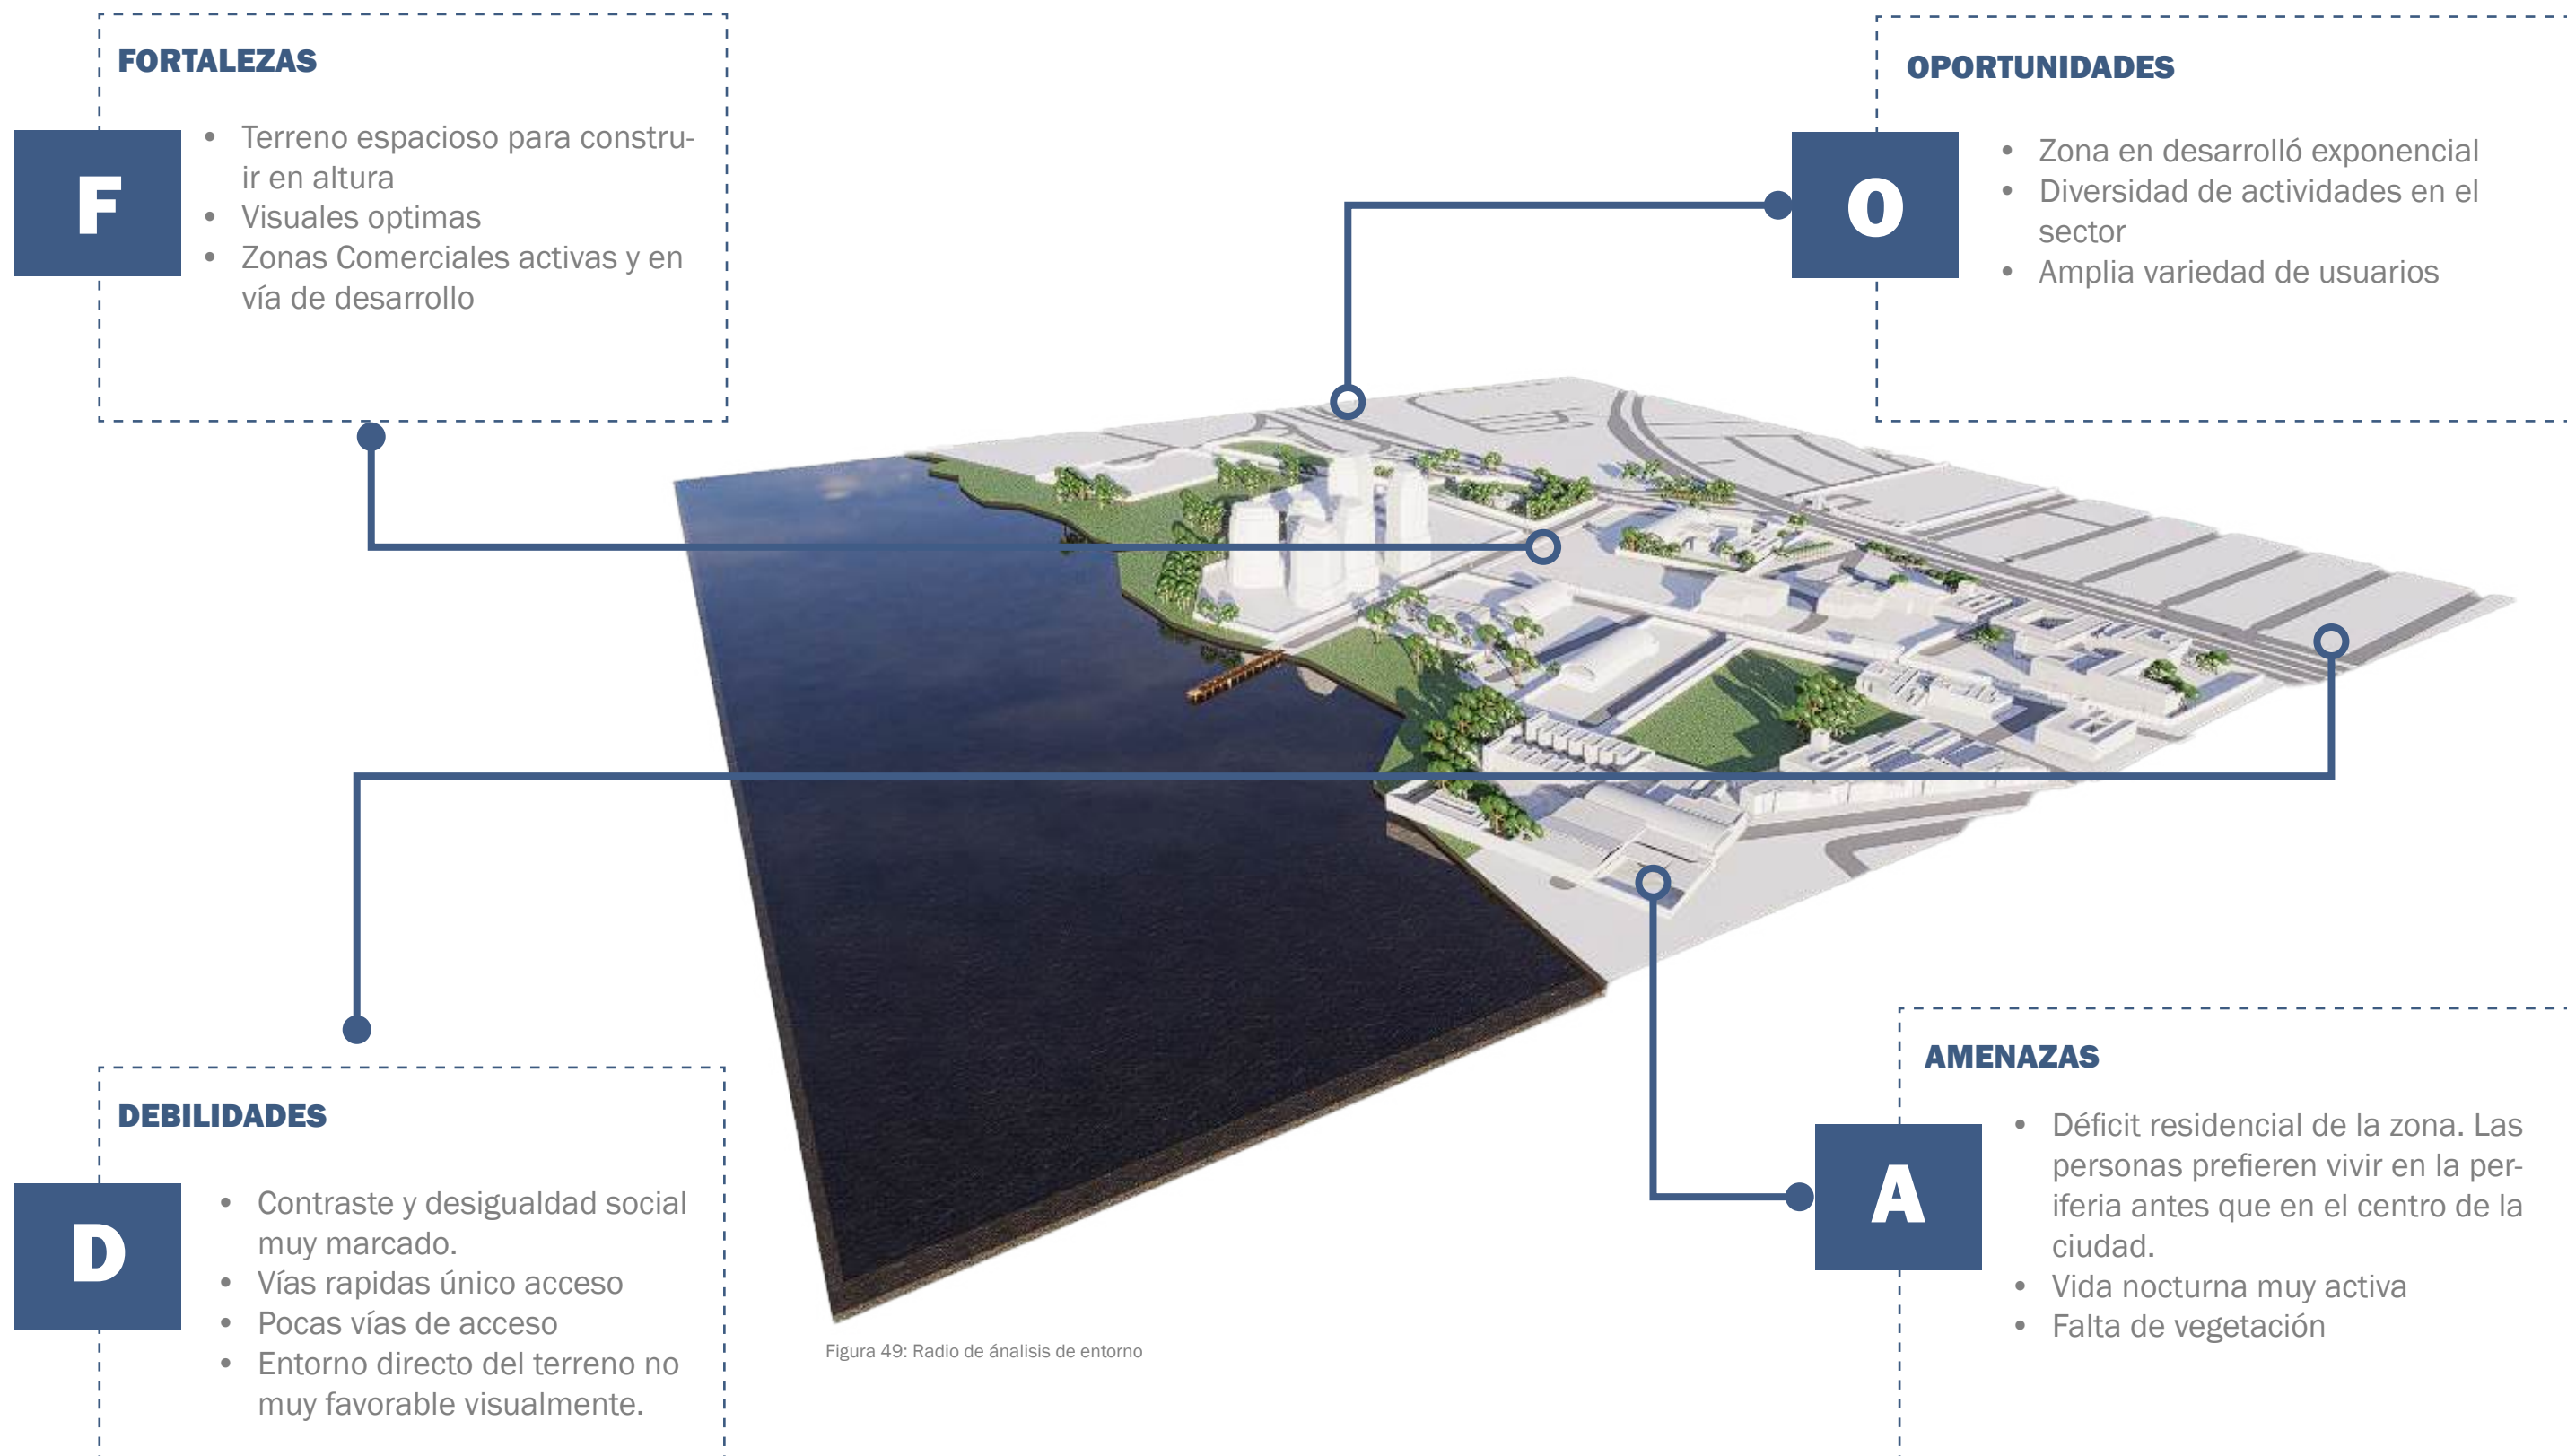 FORTALEZAS
F
• Terreno espacioso para constru-
ir en altura
• Visuales optimas
• Zonas Comerciales activas y en
vía de desarrollo
OPORTUNIDADES
O
• Zona en desarrolló exponencial
• Diversidad de actividades en el
sector
• Amplia variedad de usuarios
DEBILIDADES
D
• Contraste y desigualdad social
muy marcado.
• Vías rapidas único acceso
• Pocas vías de acceso
• Entorno directo del terreno no
muy favorable visualmente.
Figura 49: Radio de ánalisis de entorno
AMENAZAS
A
• Déficit residencial de la zona. Las
personas prefieren vivir en la per-
iferia antes que en el centro de la
ciudad.
• Vida nocturna muy activa
• Falta de vegetación